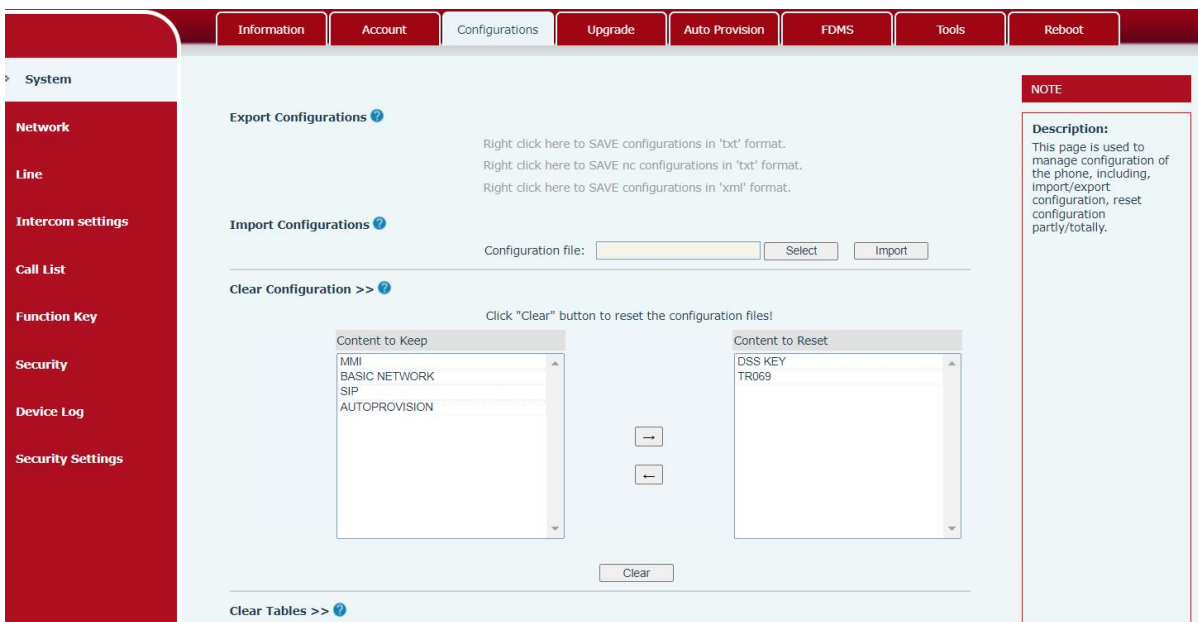 Information
Account
Configurations
Upgrade
Auto Provision
FDMS
Tools
Reboot
System
Network
Line
Intercom settings
Call List
Function Key
Security
Device Log
Security Settings
Export Configurations
Right click here to SAVE configurations in 'txt' format.
Right click here to SAVE nc configurations in 'txt' format.
Right click here to SAVE configurations in 'xml' format.
Import Configurations
Configuration file:
Select
Import
Clear Configuration >>
Click "Clear" button to reset the configuration files!
Content to Keep
MMI
BASIC NETWORK
SIP
AUTOPROVISION
→
←
Content to Reset
DSS KEY
TR069
Clear
Clear Tables >>
NOTE
Description:
This page is used to
manage configuration of
the phone, including,
import/export
configuration, reset
configuration
partly/totally.